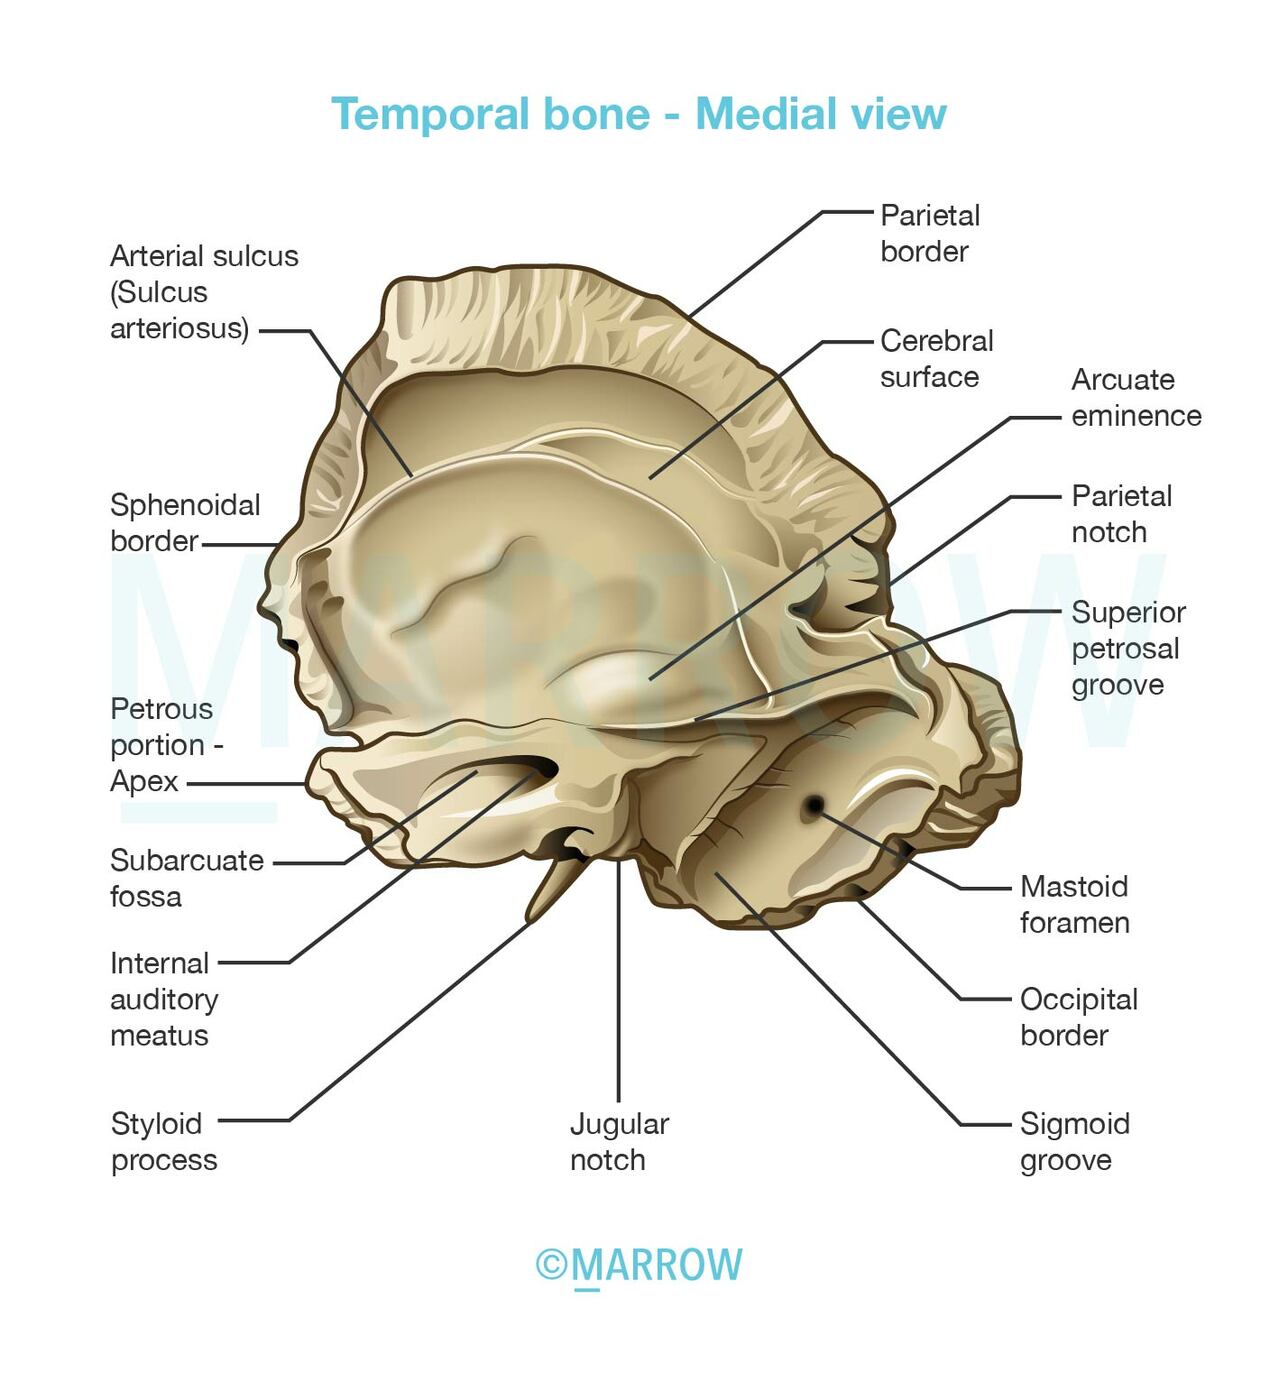 Temporal bone - Medial view
Parietal
border
Arterial sulcus
(Sulcus
arteriosus)
Cerebral
surface
Arcuate
eminence
Sphenoidal
border
Parietal
notch
Superior
petrosal
groove
Petrous
portion -
Apex
Subarcuate
fossa
Mastoid
foramen
Internal
auditory
meatus
Occipital
border
Styloid
process
Jugular
notch
Sigmoid
groove
MARROW
©MARROW